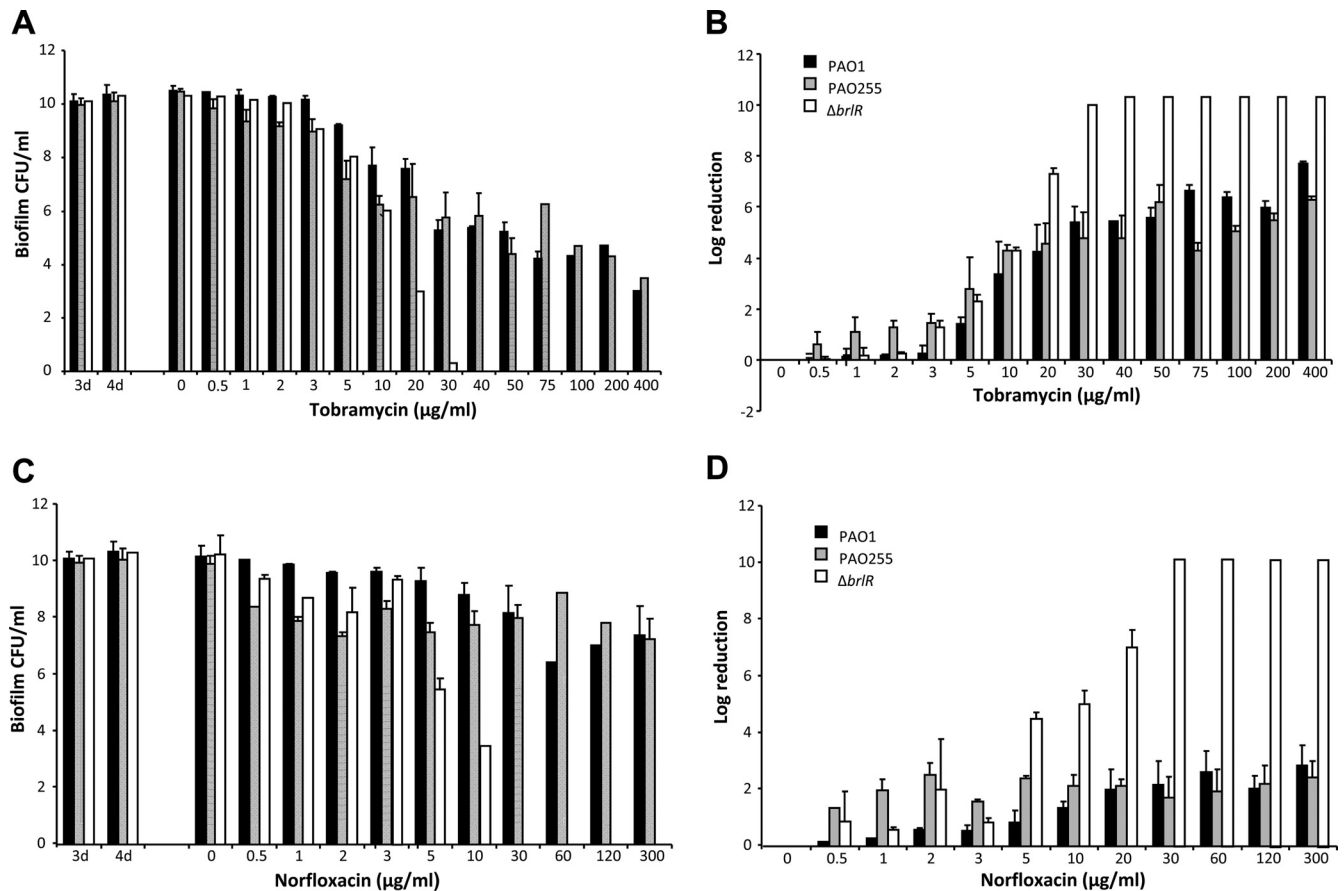 A
12
10
8
6
4
2
0
Biofilm CFU/ml
3d 4d 0 0.5 1 2 3 5 10 20 30 40 50 75 100 200 400
Tobramycin (µg/ml)
B
12
10
8
6
4
2
0
-2
Log reduction
PAO1
PAO255
ΔbrlR
0 0.5 1 2 3 5 10 20 30 40 50 75 100 200 400
Tobramycin (µg/ml)
C
12
10
8
6
4
2
0
Biofilm CFU/ml
3d 4d 0 0.5 1 2 3 5 10 30 60 120 300
Norfloxacin (µg/ml)
D
12
10
8
6
4
2
0
Log reduction
PAO1
PAO255
ΔbrlR
0 0.5 1 2 3 5 10 20 30 60 120 300
Norfloxacin (µg/ml)